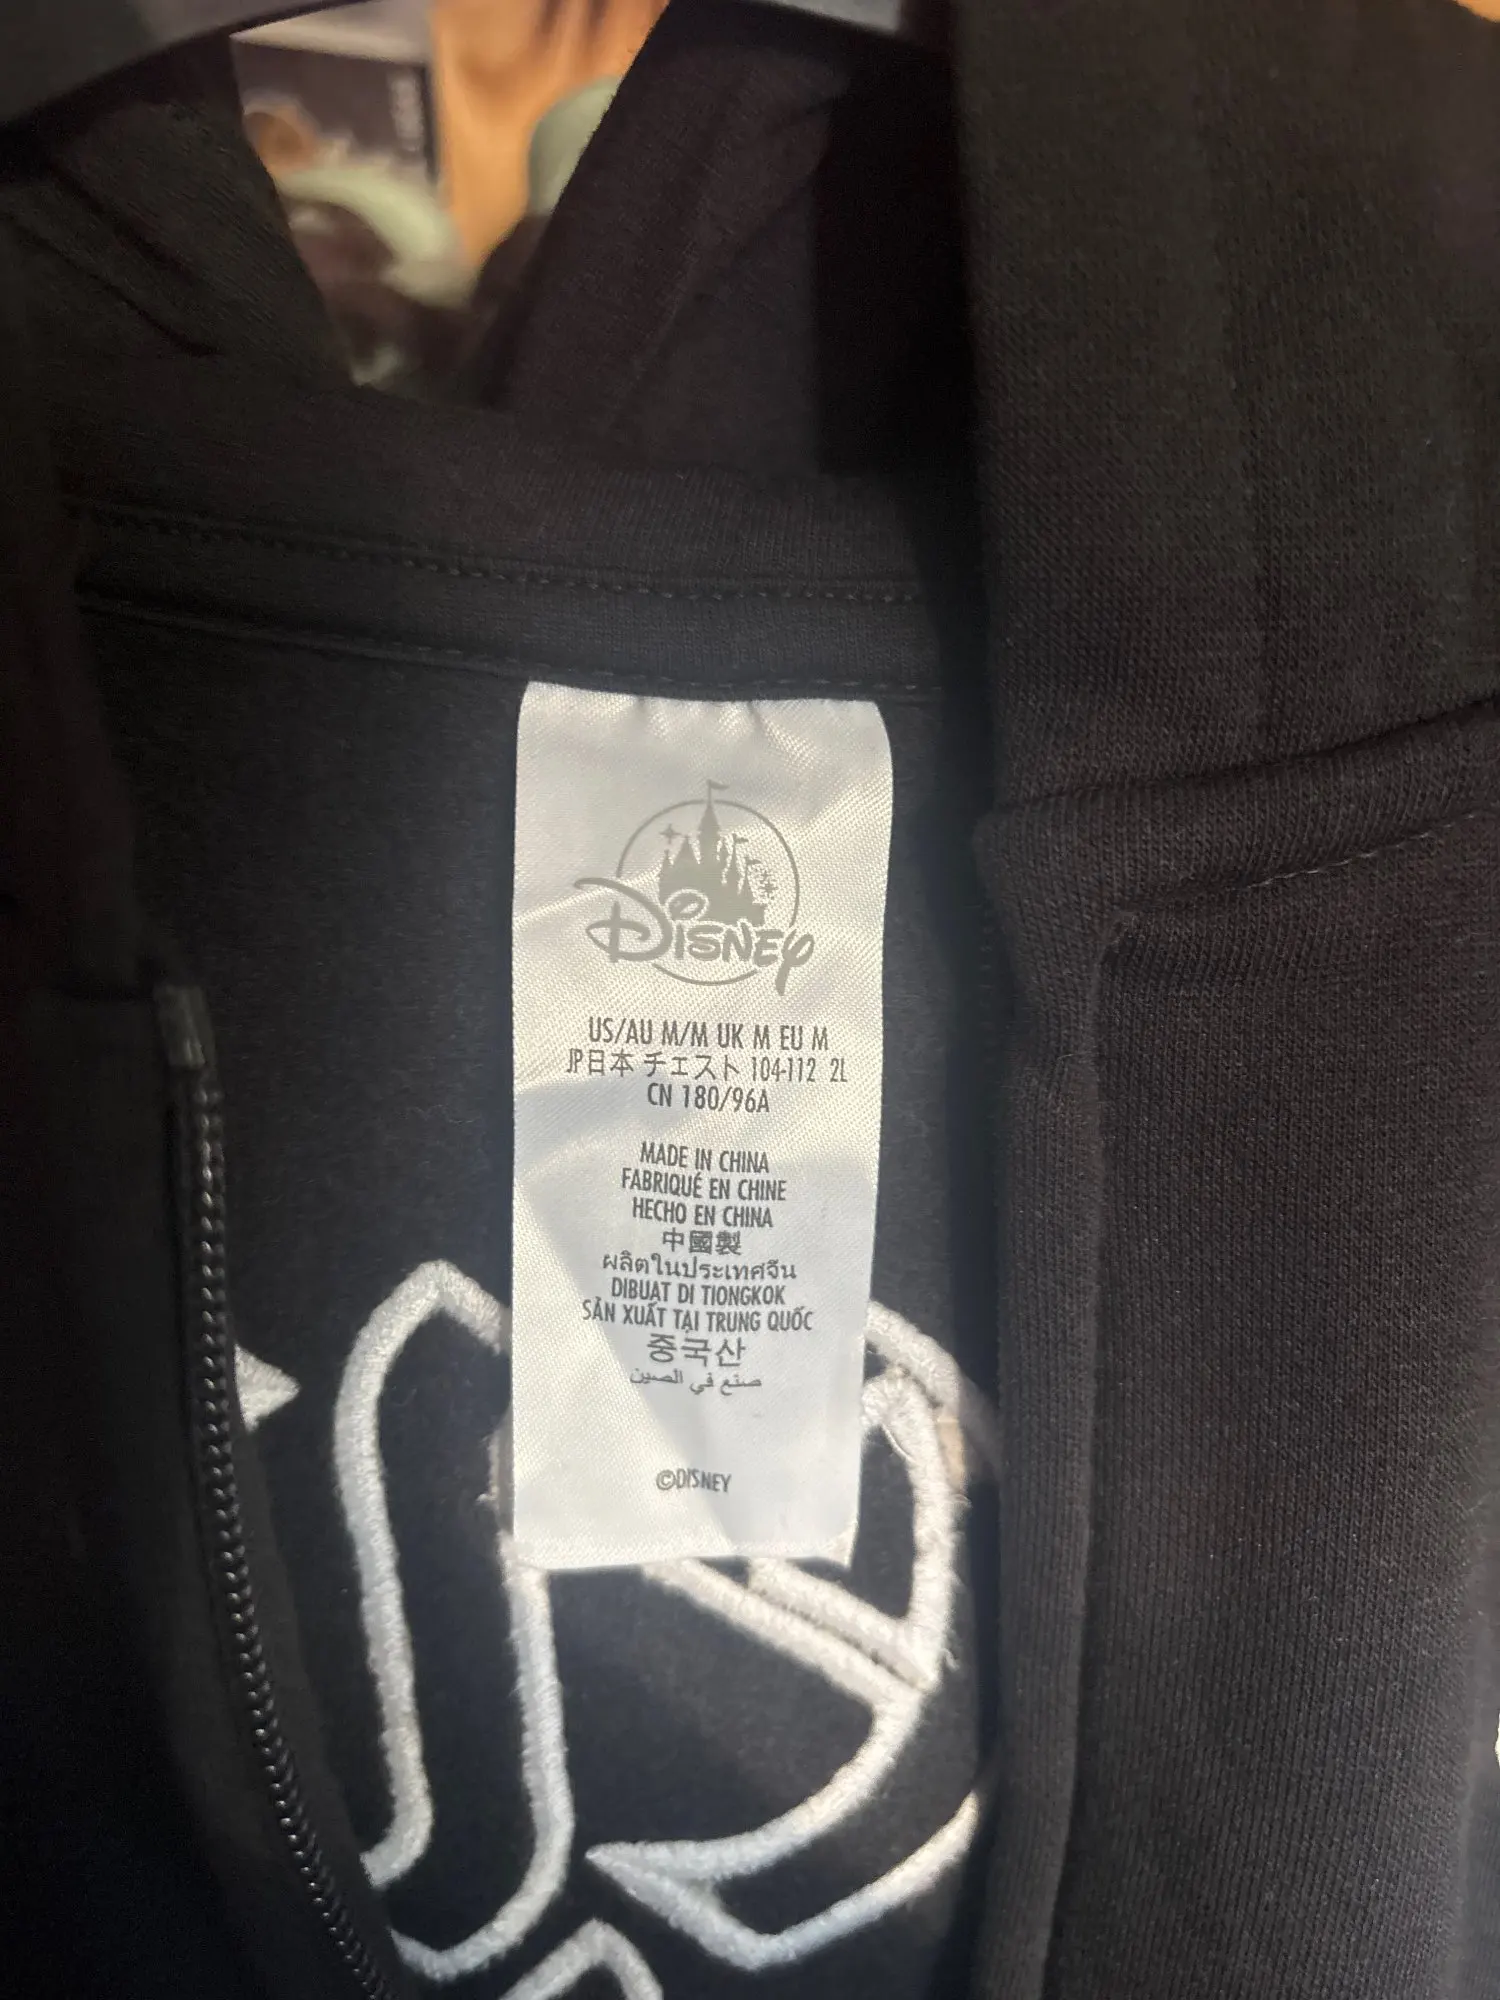 DISNEY
US/AU M/M UK M EU M
JP日本 チェスト 104-112 2L
CN 180/96A
MADE IN CHINA
FABRIQUÉ EN CHINE
HECHO EN CHINA
中國製
ผลิตในประเทศจีน
DIBUAT DI TIONGKOK
SẢN XUẤT TẠI TRUNG QUỐC
중국산
صنع في الصين
©DISNEY